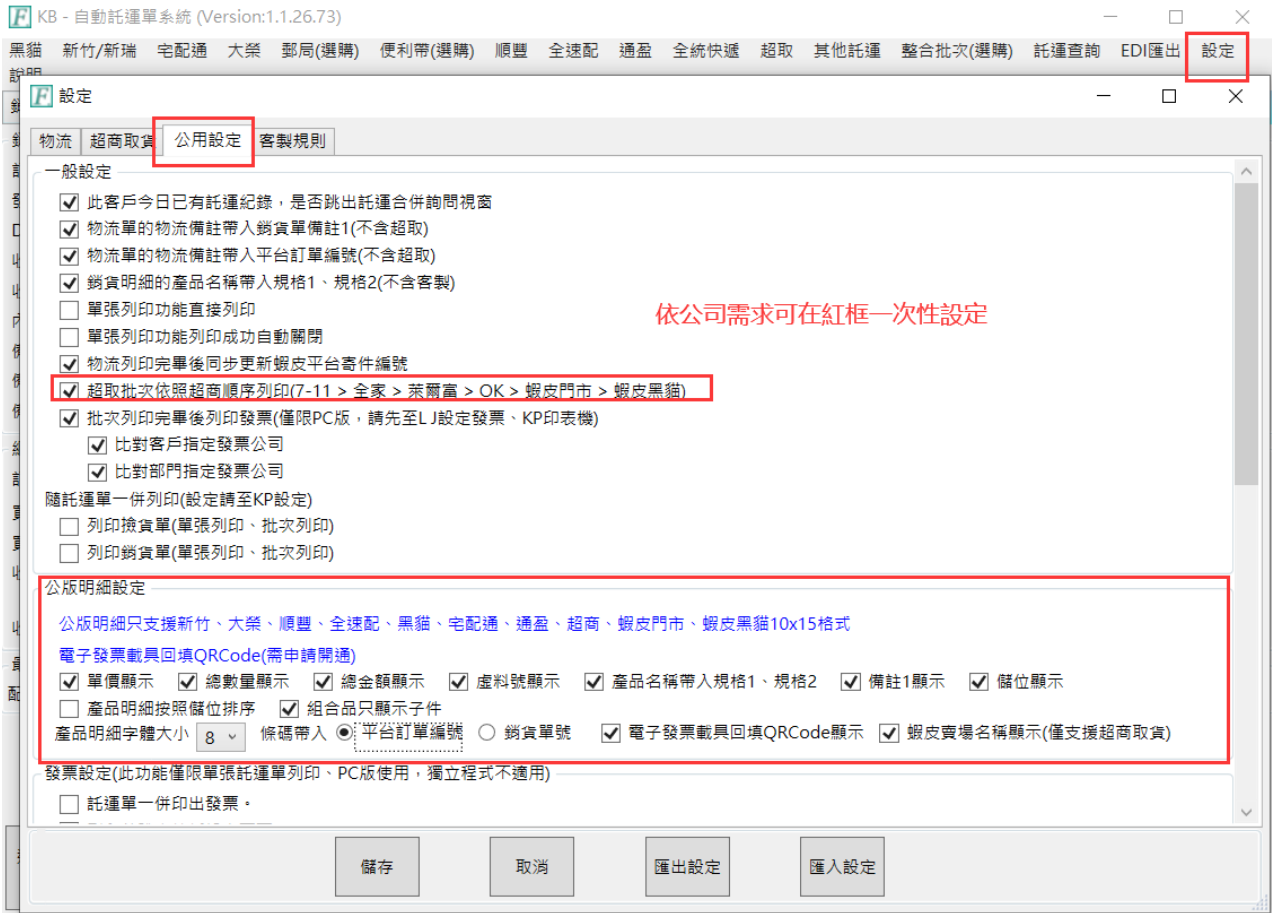 KB - 自動託運單系統 (Version:1.1.26.73)
黑貓 新竹/新瑞 宅配通 大榮 郵局(選購) 便利帶(選購) 順豐 全速配 通盈 全統快遞 超取 其他託運 整合批次(選購) 託運查詢 EDI匯出 設定
說明
設定
物流 超商取貨 公用設定 客製規則
一般設定
此客戶今日已有託運紀錄，是否跳出託運合併詢問視窗
物流單的物流備註帶入銷貨單備註1(不含超取)
物流單的物流備註帶入平台訂單編號(不含超取)
銷貨明細的產品名稱帶入規格1、規格2(不含客製)
單張列印功能直接列印
依公司需求可在紅框一次性設定
單張列印功能列印成功自動關閉
物流列印完畢後同步更新蝦皮平台寄件編號
超取批次依照超商順序列印(7-11 > 全家 > 萊爾富 > OK > 蝦皮門市 > 蝦皮黑貓)
批次列印完畢後列印發票(僅限PC版，請先至LJ設定發票、KP印表機)
比對客戶指定發票公司
比對部門指定發票公司
隨託運單一併列印(設定請至KP設定)
列印撿貨單(單張列印、批次列印)
列印銷貨單(單張列印、批次列印)
公版明細設定
公版明細只支援新竹、大榮、順豐、全速配、黑貓、宅配通、通盈、超商、蝦皮門市、蝦皮黑貓10x15格式
電子發票載具回填QRCode(需申請開通)
單價顯示 總數量顯示 總金額顯示 虛料號顯示 產品名稱帶入規格1、規格2 備註1顯示 儲位顯示
產品明細按照儲位排序 組合品只顯示子件
產品明細字體大小 8 條碼帶入 平台訂單編號 銷貨單號 電子發票載具回填QRCode顯示 蝦皮賣場名稱顯示(僅支援超商取貨)
發票設定(此功能僅限單張託運單列印、PC版使用，獨立程式不適用)
託運單一併印出發票。
儲存 取消 匯出設定 匯入設定